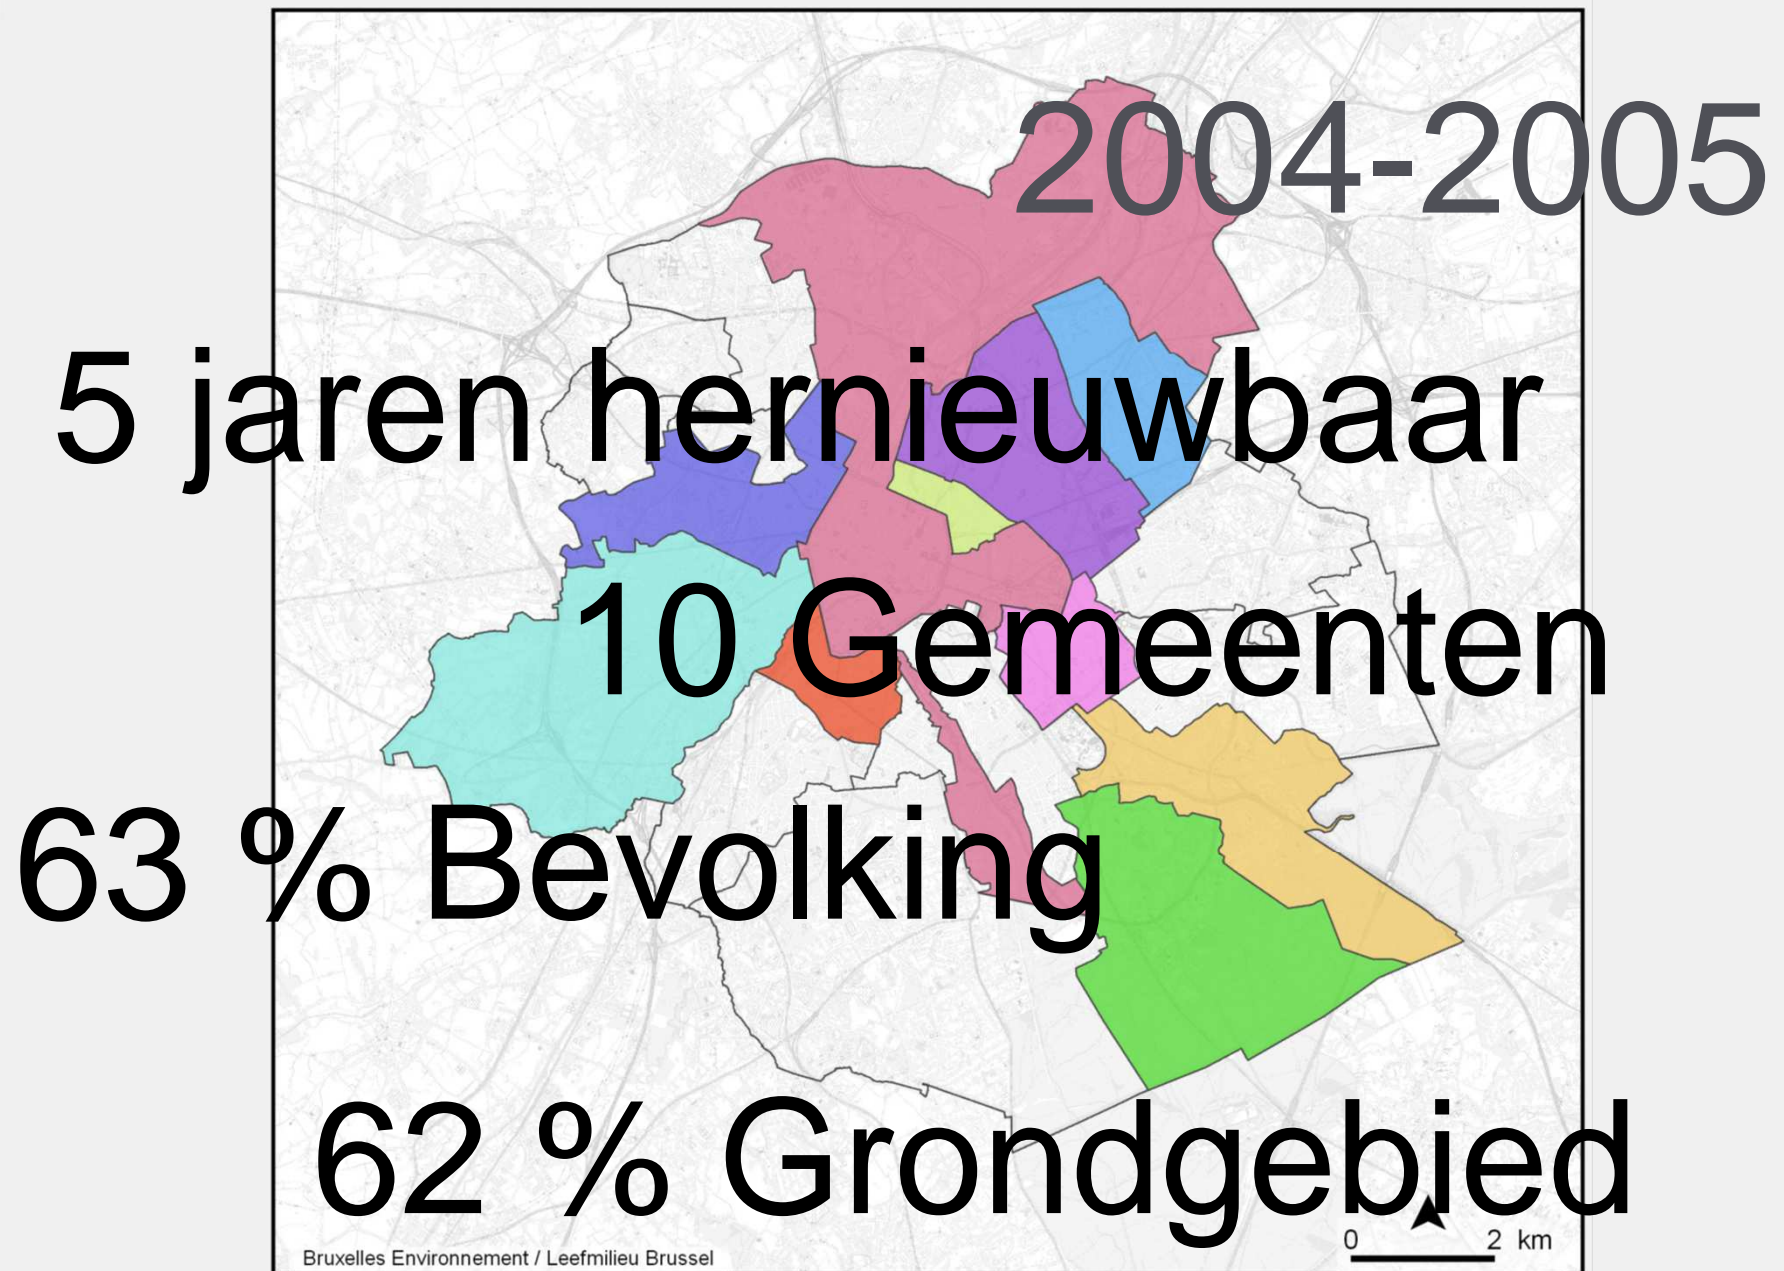 2004-2005
5 jaren hernieuwbaar
10 Gemeenten
63 % Bevolking
62 % Grondgebied
0 2 km
Bruxelles Environnement / Leefmilieu Brussel